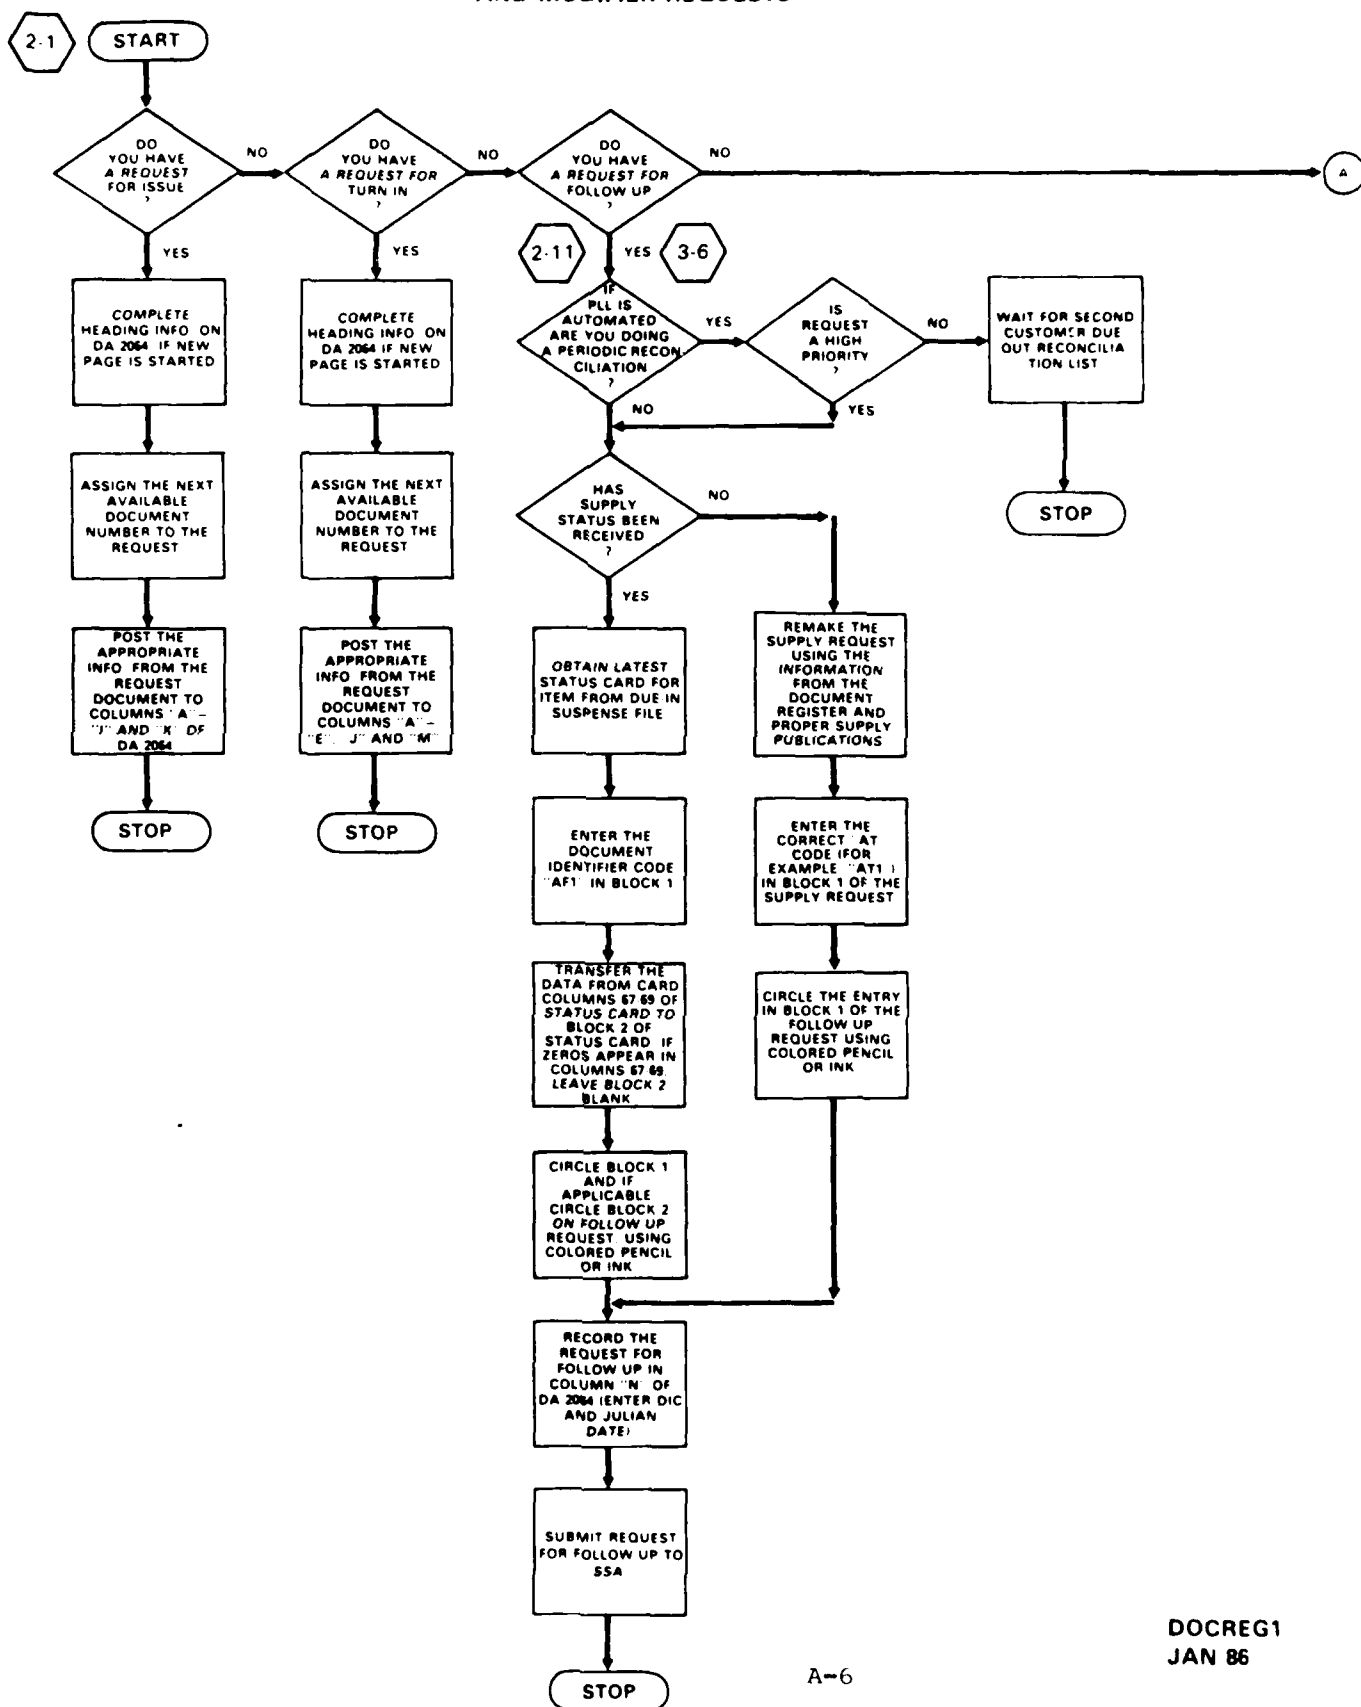 2-1
START
DO
YOU HAVE
A REQUEST
FOR ISSUE
?
NO
DO
YOU HAVE
A REQUEST FOR
TURN IN
?
NO
DO
YOU HAVE
A REQUEST FOR
FOLLOW UP
?
NO
A
YES
YES
2-11
YES
3-6
COMPLETE
HEADING INFO ON
DA 2064 IF NEW
PAGE IS STARTED
COMPLETE
HEADING INFO ON
DA 2064 IF NEW
PAGE IS STARTED
IF
PLL IS
AUTOMATED
ARE YOU DOING
A PERIODIC RECON-
CILIATION
?
YES
IS
REQUEST
A HIGH
PRIORITY
?
NO
WAIT FOR SECOND
CUSTOMER DUE
OUT RECONCILIA
TION LIST
NO
YES
STOP
ASSIGN THE NEXT
AVAILABLE
DOCUMENT
NUMBER TO THE
REQUEST
ASSIGN THE NEXT
AVAILABLE
DOCUMENT
NUMBER TO THE
REQUEST
HAS
SUPPLY
STATUS BEEN
RECEIVED
?
NO
YES
POST THE
APPROPRIATE
INFO FROM THE
REQUEST
DOCUMENT TO
COLUMNS "A"-
"J" AND "K" OF
DA 2064
POST THE
APPROPRIATE
INFO FROM THE
REQUEST
DOCUMENT TO
COLUMNS "A"-
"E" J" AND "M"
OBTAIN LATEST
STATUS CARD FOR
ITEM FROM DUE IN
SUSPENSE FILE
REMAKE THE
SUPPLY REQUEST
USING THE
INFORMATION
FROM THE
DOCUMENT
REGISTER AND
PROPER SUPPLY
PUBLICATIONS
STOP
STOP
ENTER THE
DOCUMENT
IDENTIFIER CODE
"AF1" IN BLOCK 1
ENTER THE
CORRECT "AT
CODE (FOR
EXAMPLE "AT1")
IN BLOCK 1 OF THE
SUPPLY REQUEST
TRANSFER THE
DATA FROM CARD
COLUMNS 67-69 OF
STATUS CARD TO
BLOCK 2 OF
STATUS CARD IF
ZEROS APPEAR IN
COLUMNS 67-69,
LEAVE BLOCK 2
BLANK
CIRCLE THE ENTRY
IN BLOCK 1 OF THE
FOLLOW UP
REQUEST USING
COLORED PENCIL
OR INK
CIRCLE BLOCK 1
AND IF
APPLICABLE
CIRCLE BLOCK 2
ON FOLLOW UP
REQUEST USING
COLORED PENCIL
OR INK
RECORD THE
REQUEST FOR
FOLLOW UP IN
COLUMN "N" OF
DA 2064 (ENTER DIC
AND JULIAN
DATE)
SUBMIT REQUEST
FOR FOLLOW UP TO
SSA
STOP
A-6
DOCREG1
JAN 86